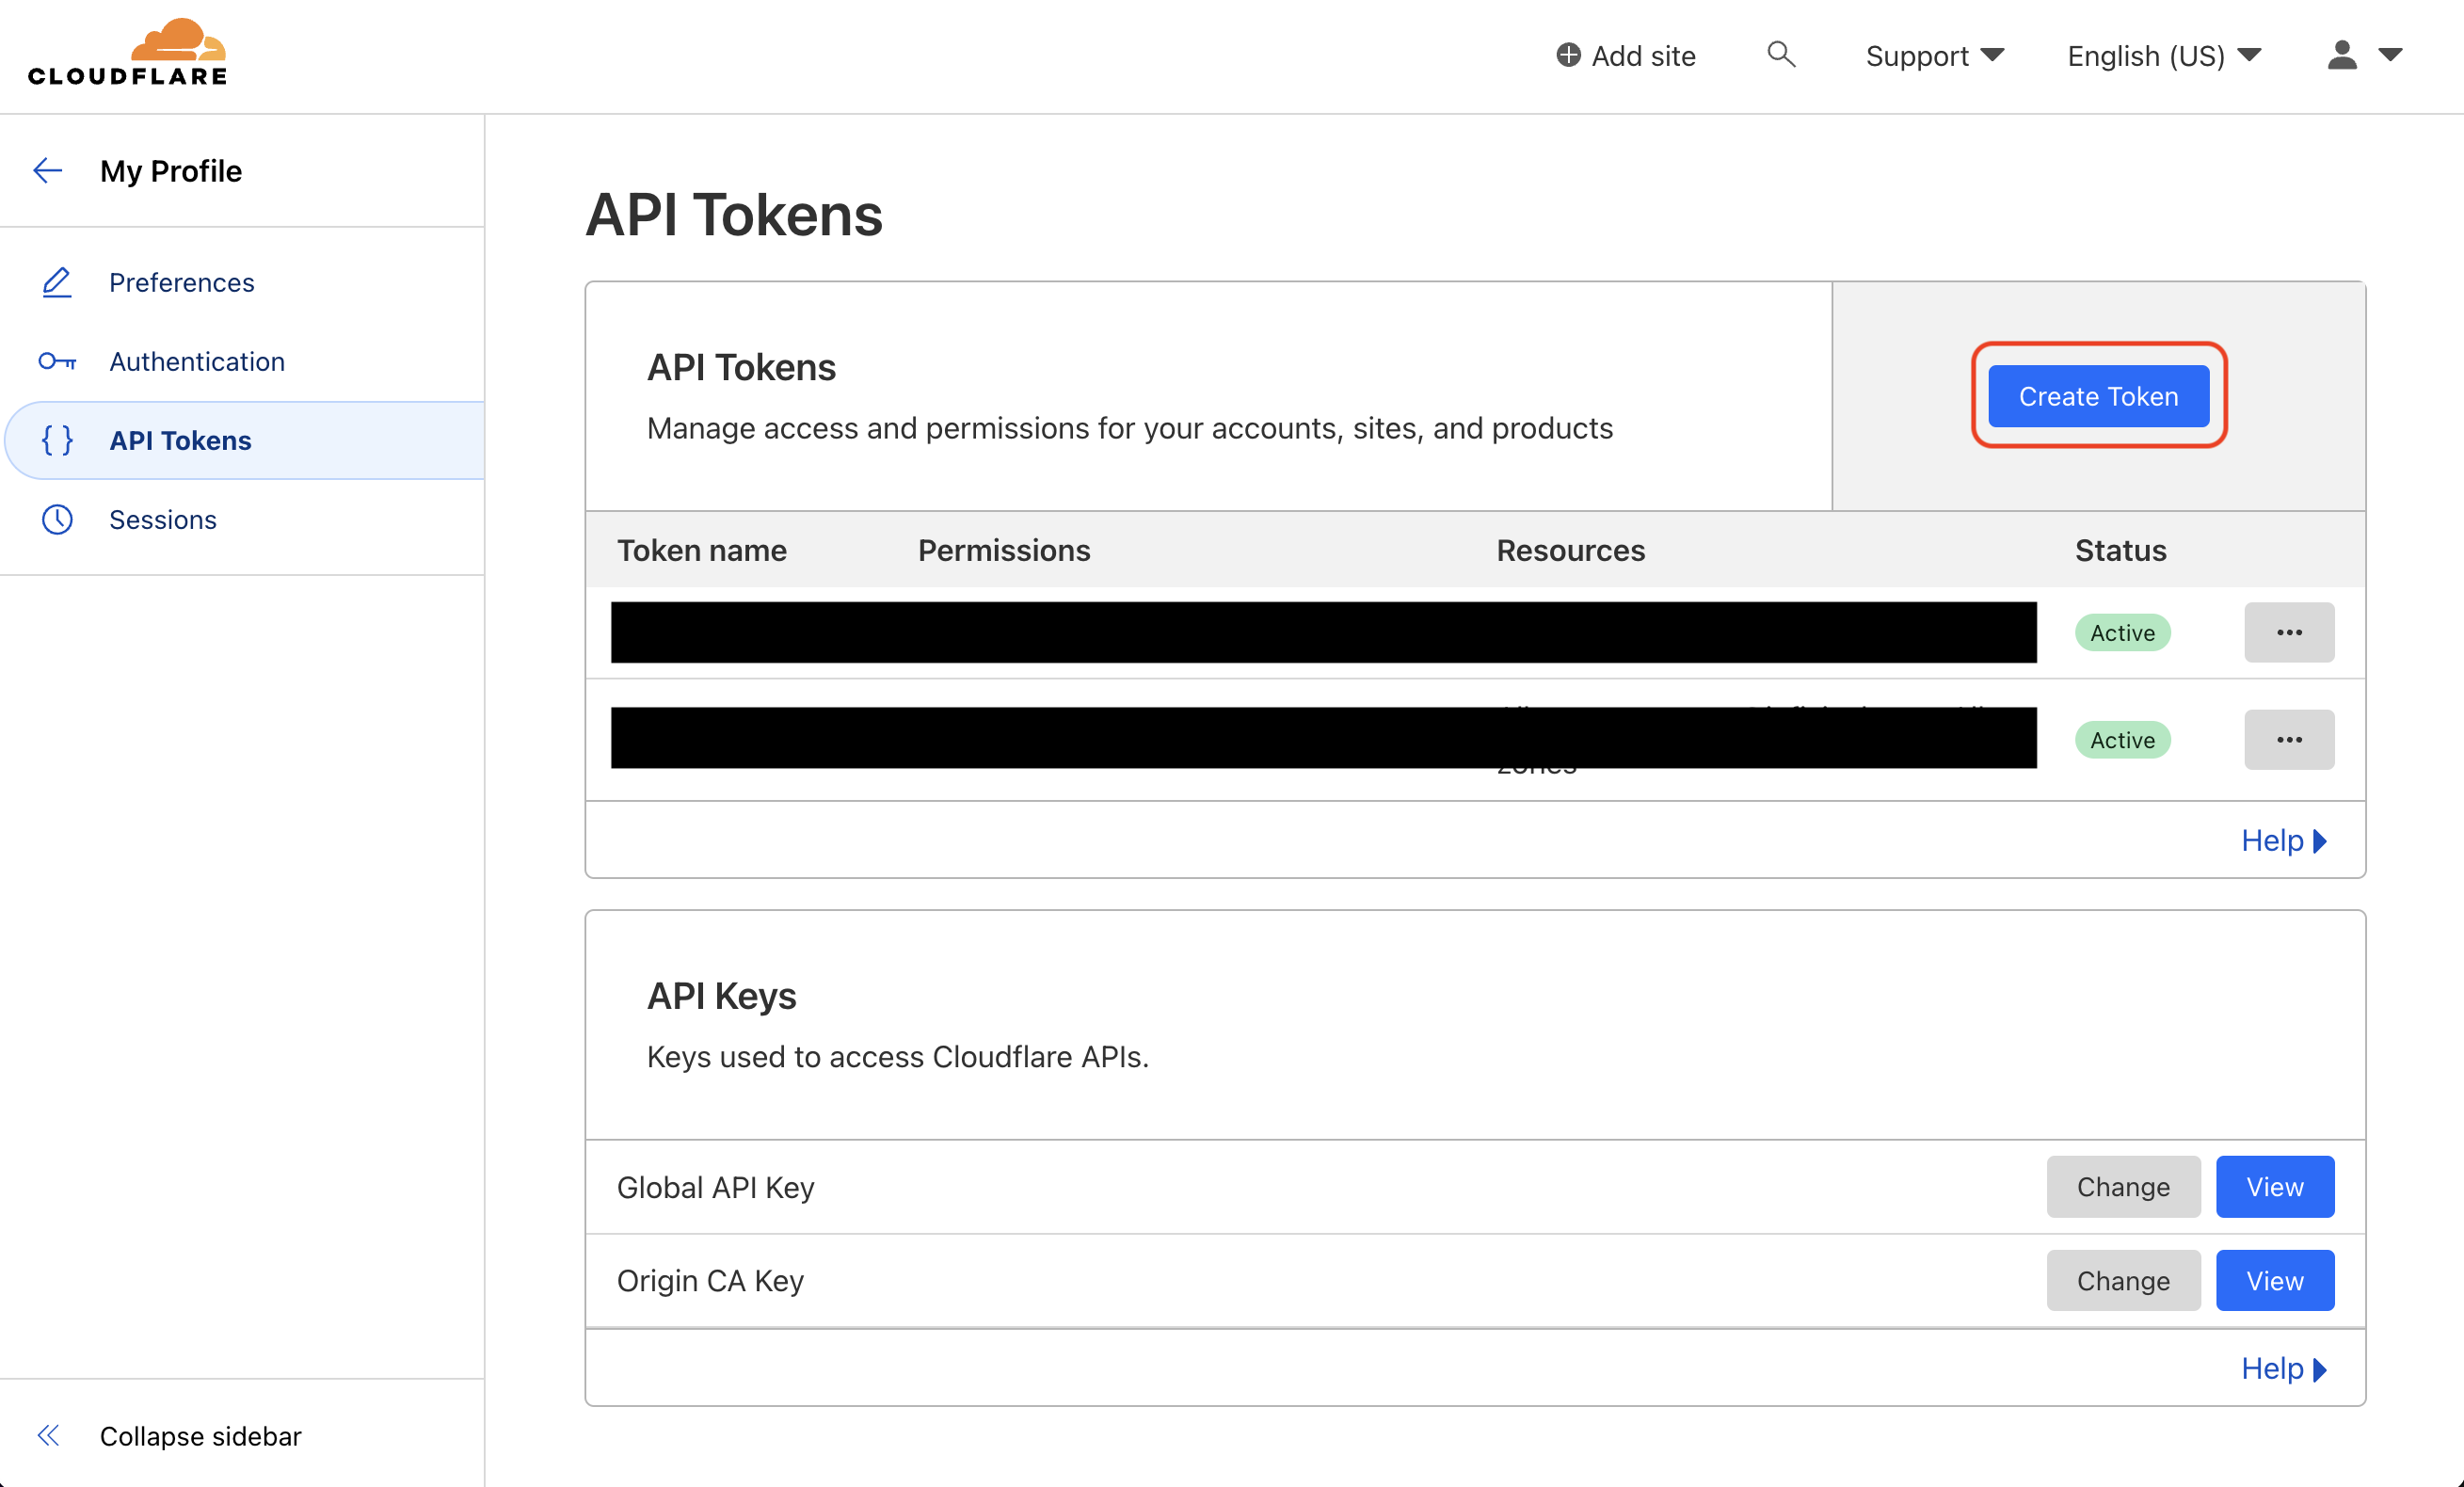 CLOUDFLARE
Add site
Support
English (US)
My Profile
Preferences
Authentication
API Tokens
Sessions
Collapse sidebar
API Tokens
API Tokens
Manage access and permissions for your accounts, sites, and products
Create Token
Token name Permissions Resources Status
Active
Active
Help
API Keys
Keys used to access Cloudflare APIs.
Global API Key Change View
Origin CA Key Change View
Help